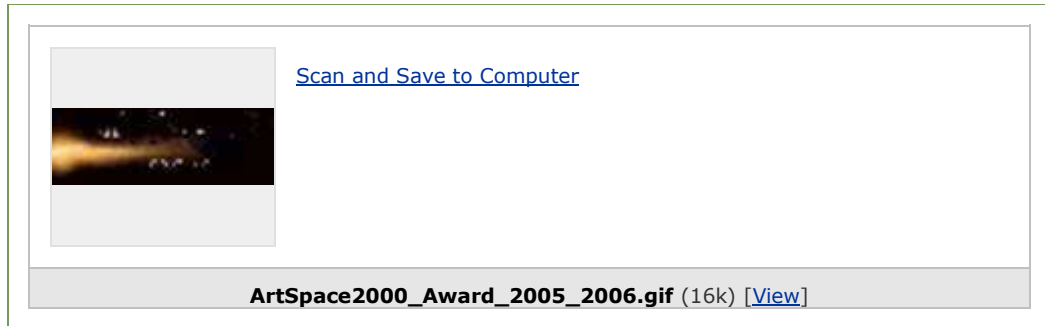 Scan and Save to Computer
ArtSpace2000_Award_2005_2006.gif (16k) [View]